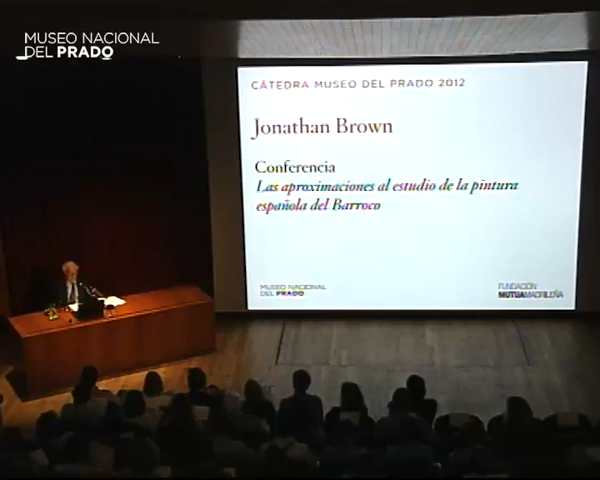 MUSEO NACIONAL
DEL PRADO
CÁTEDRA MUSEO DEL PRADO 2012
Jonathan Brown
Conferencia
Las aproximaciones al estudio de la pintura
española del Barroco
MUSEO NACIONAL
DEL PRADO
FUNDACIÓN
MUTUAMADRILEÑA